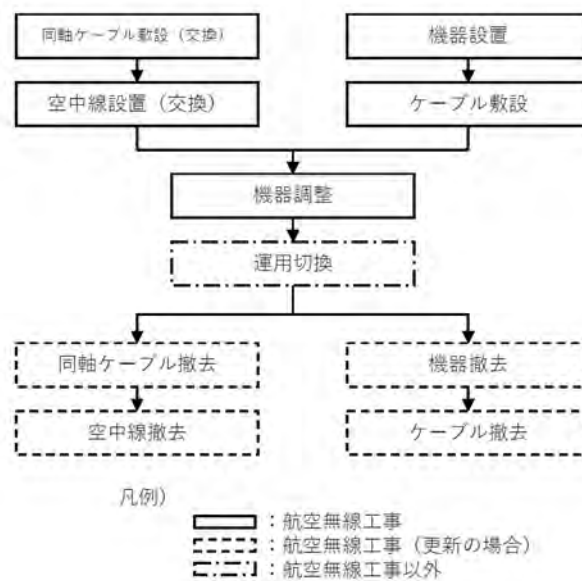 同軸ケーブル敷設（交換）
機器設置
空中線設置（交換）
ケーブル敷設
機器調整
運用切換
同軸ケーブル撤去
機器撤去
空中線撤去
ケーブル撤去
凡例）
：航空無線工事
：航空無線工事（更新の場合）
：航空無線工事以外